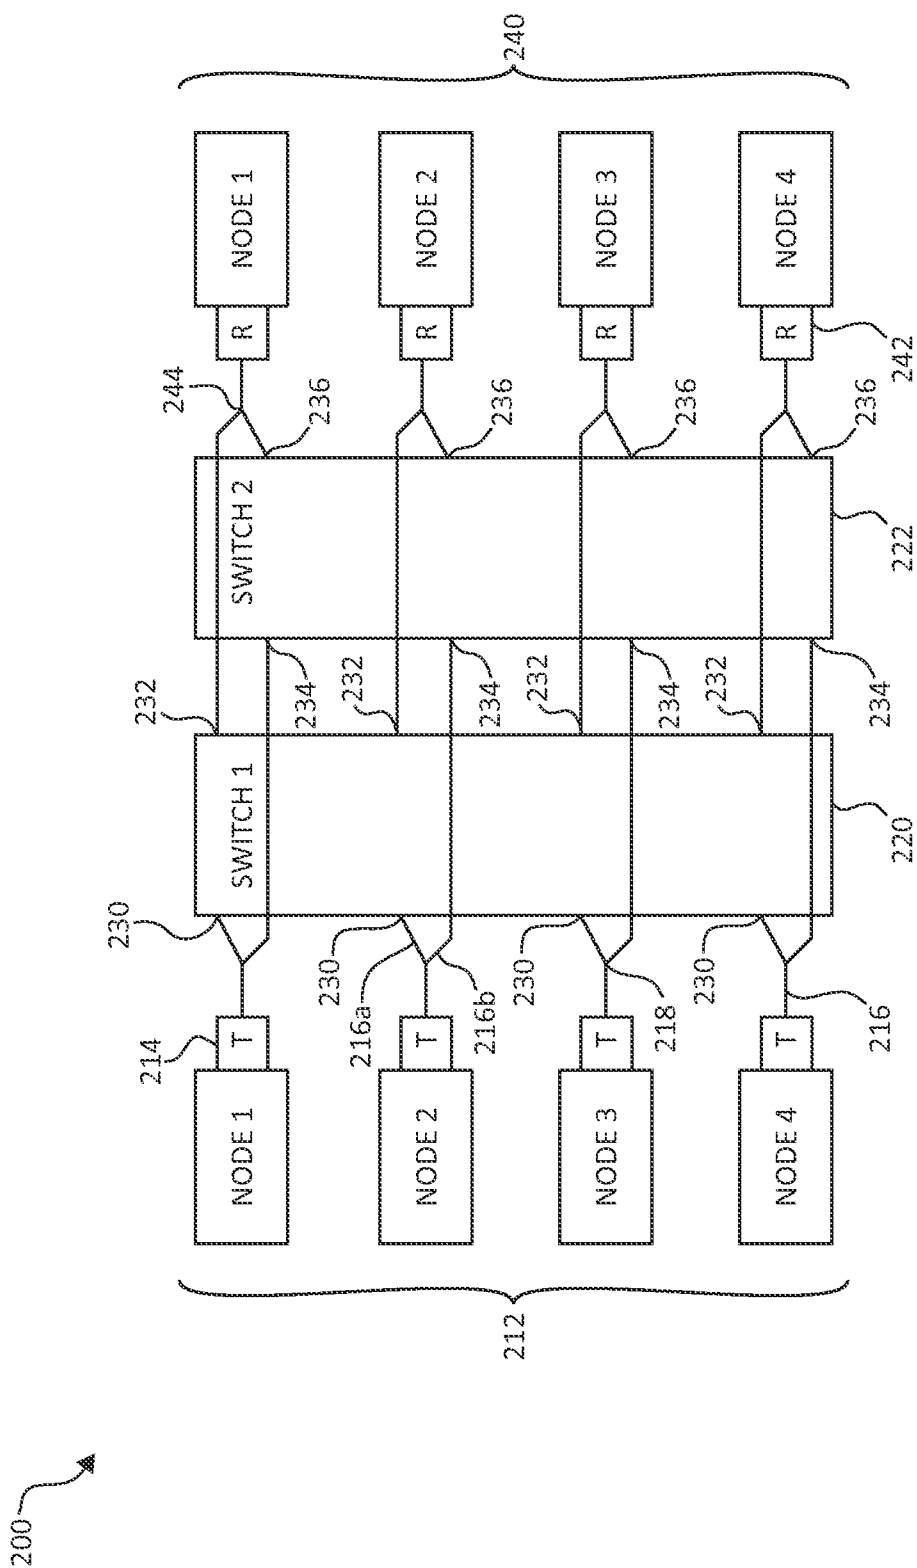 200
230
232
214
244
NODE 1
T
SWITCH 1
SWITCH 2
R
NODE 1
234
236
230
232
216a
NODE 2
T
R
NODE 2
216b
234
236
212
240
230
232
NODE 3
T
R
NODE 3
218
234
236
230
232
NODE 4
T
R
NODE 4
216
234
236
220
222
242